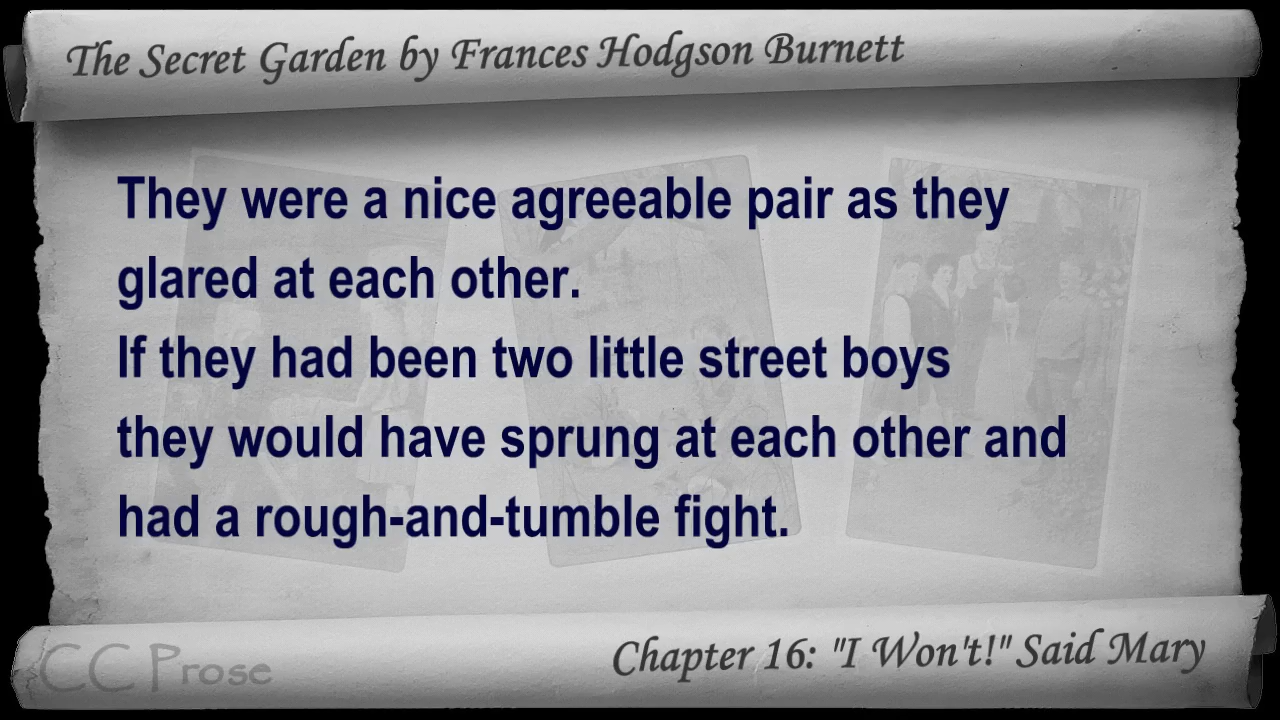 The Secret Garden by Frances Hodgson Burnett
They were a nice agreeable pair as they
glared at each other.
If they had been two little street boys
they would have sprung at each other and
had a rough-and-tumble fight.
Chapter 16: "I Won't!" Said Mary
CC Prose